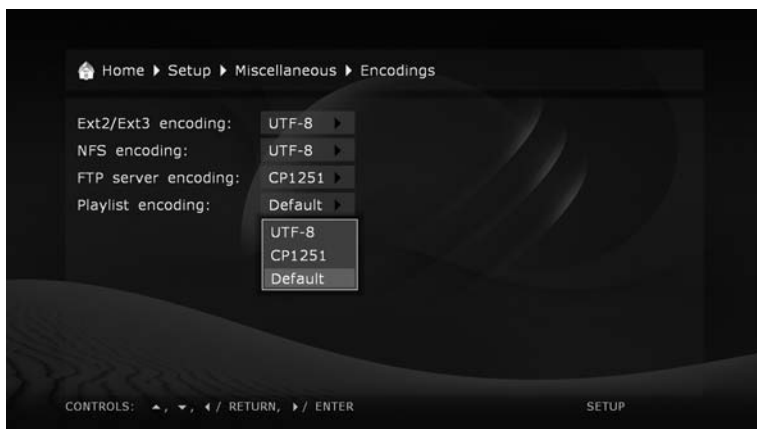 Home ▶ Setup ▶ Miscellaneous ▶ Encodings
Ext2/Ext3 encoding: UTF-8 ▶
NFS encoding: UTF-8 ▶
FTP server encoding: CP1251 ▶
Playlist encoding: Default ▶
UTF-8
CP1251
Default
CONTROLS: ▲, ▼, ◀ / RETURN, ▶ / ENTER SETUP